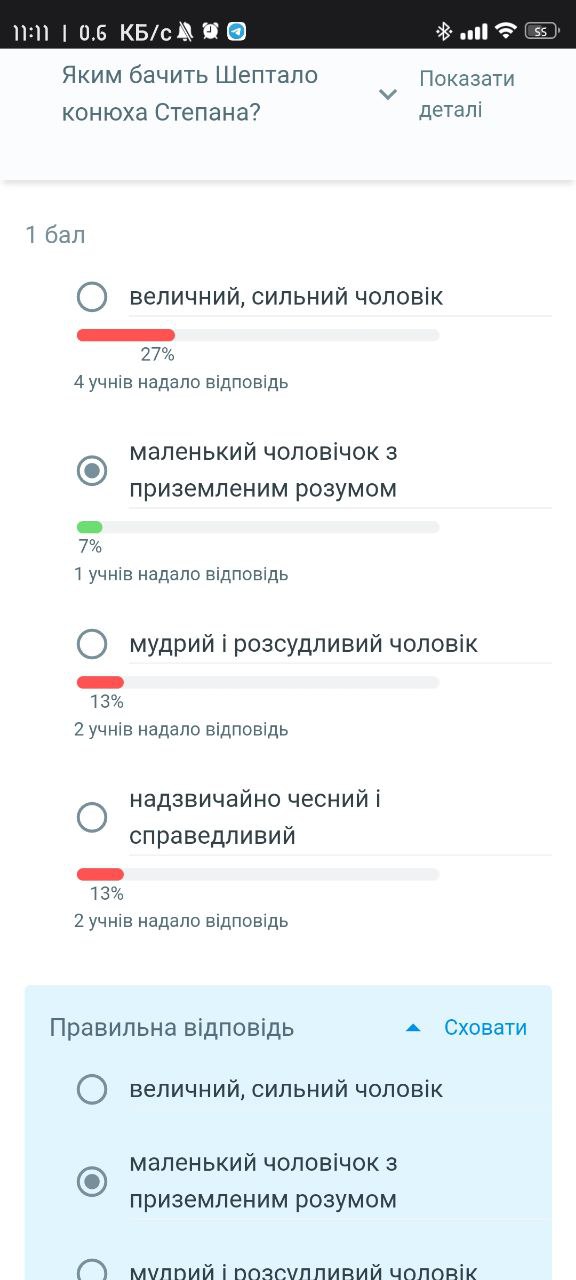 11:11 | 0.6 КБ/с
55
Яким бачить Шептало
конюха Степана?
Показати
деталі
1 бал
величний, сильний чоловік
27%
4 учнів надало відповідь
маленький чоловічок з
приземленим розумом
7%
1 учнів надало відповідь
мудрий і розсудливий чоловік
13%
2 учнів надало відповідь
надзвичайно чесний і
справедливий
13%
2 учнів надало відповідь
Правильна відповідь
Сховати
величний, сильний чоловік
маленький чоловічок з
приземленим розумом
мудрий і розсудливий чоловік